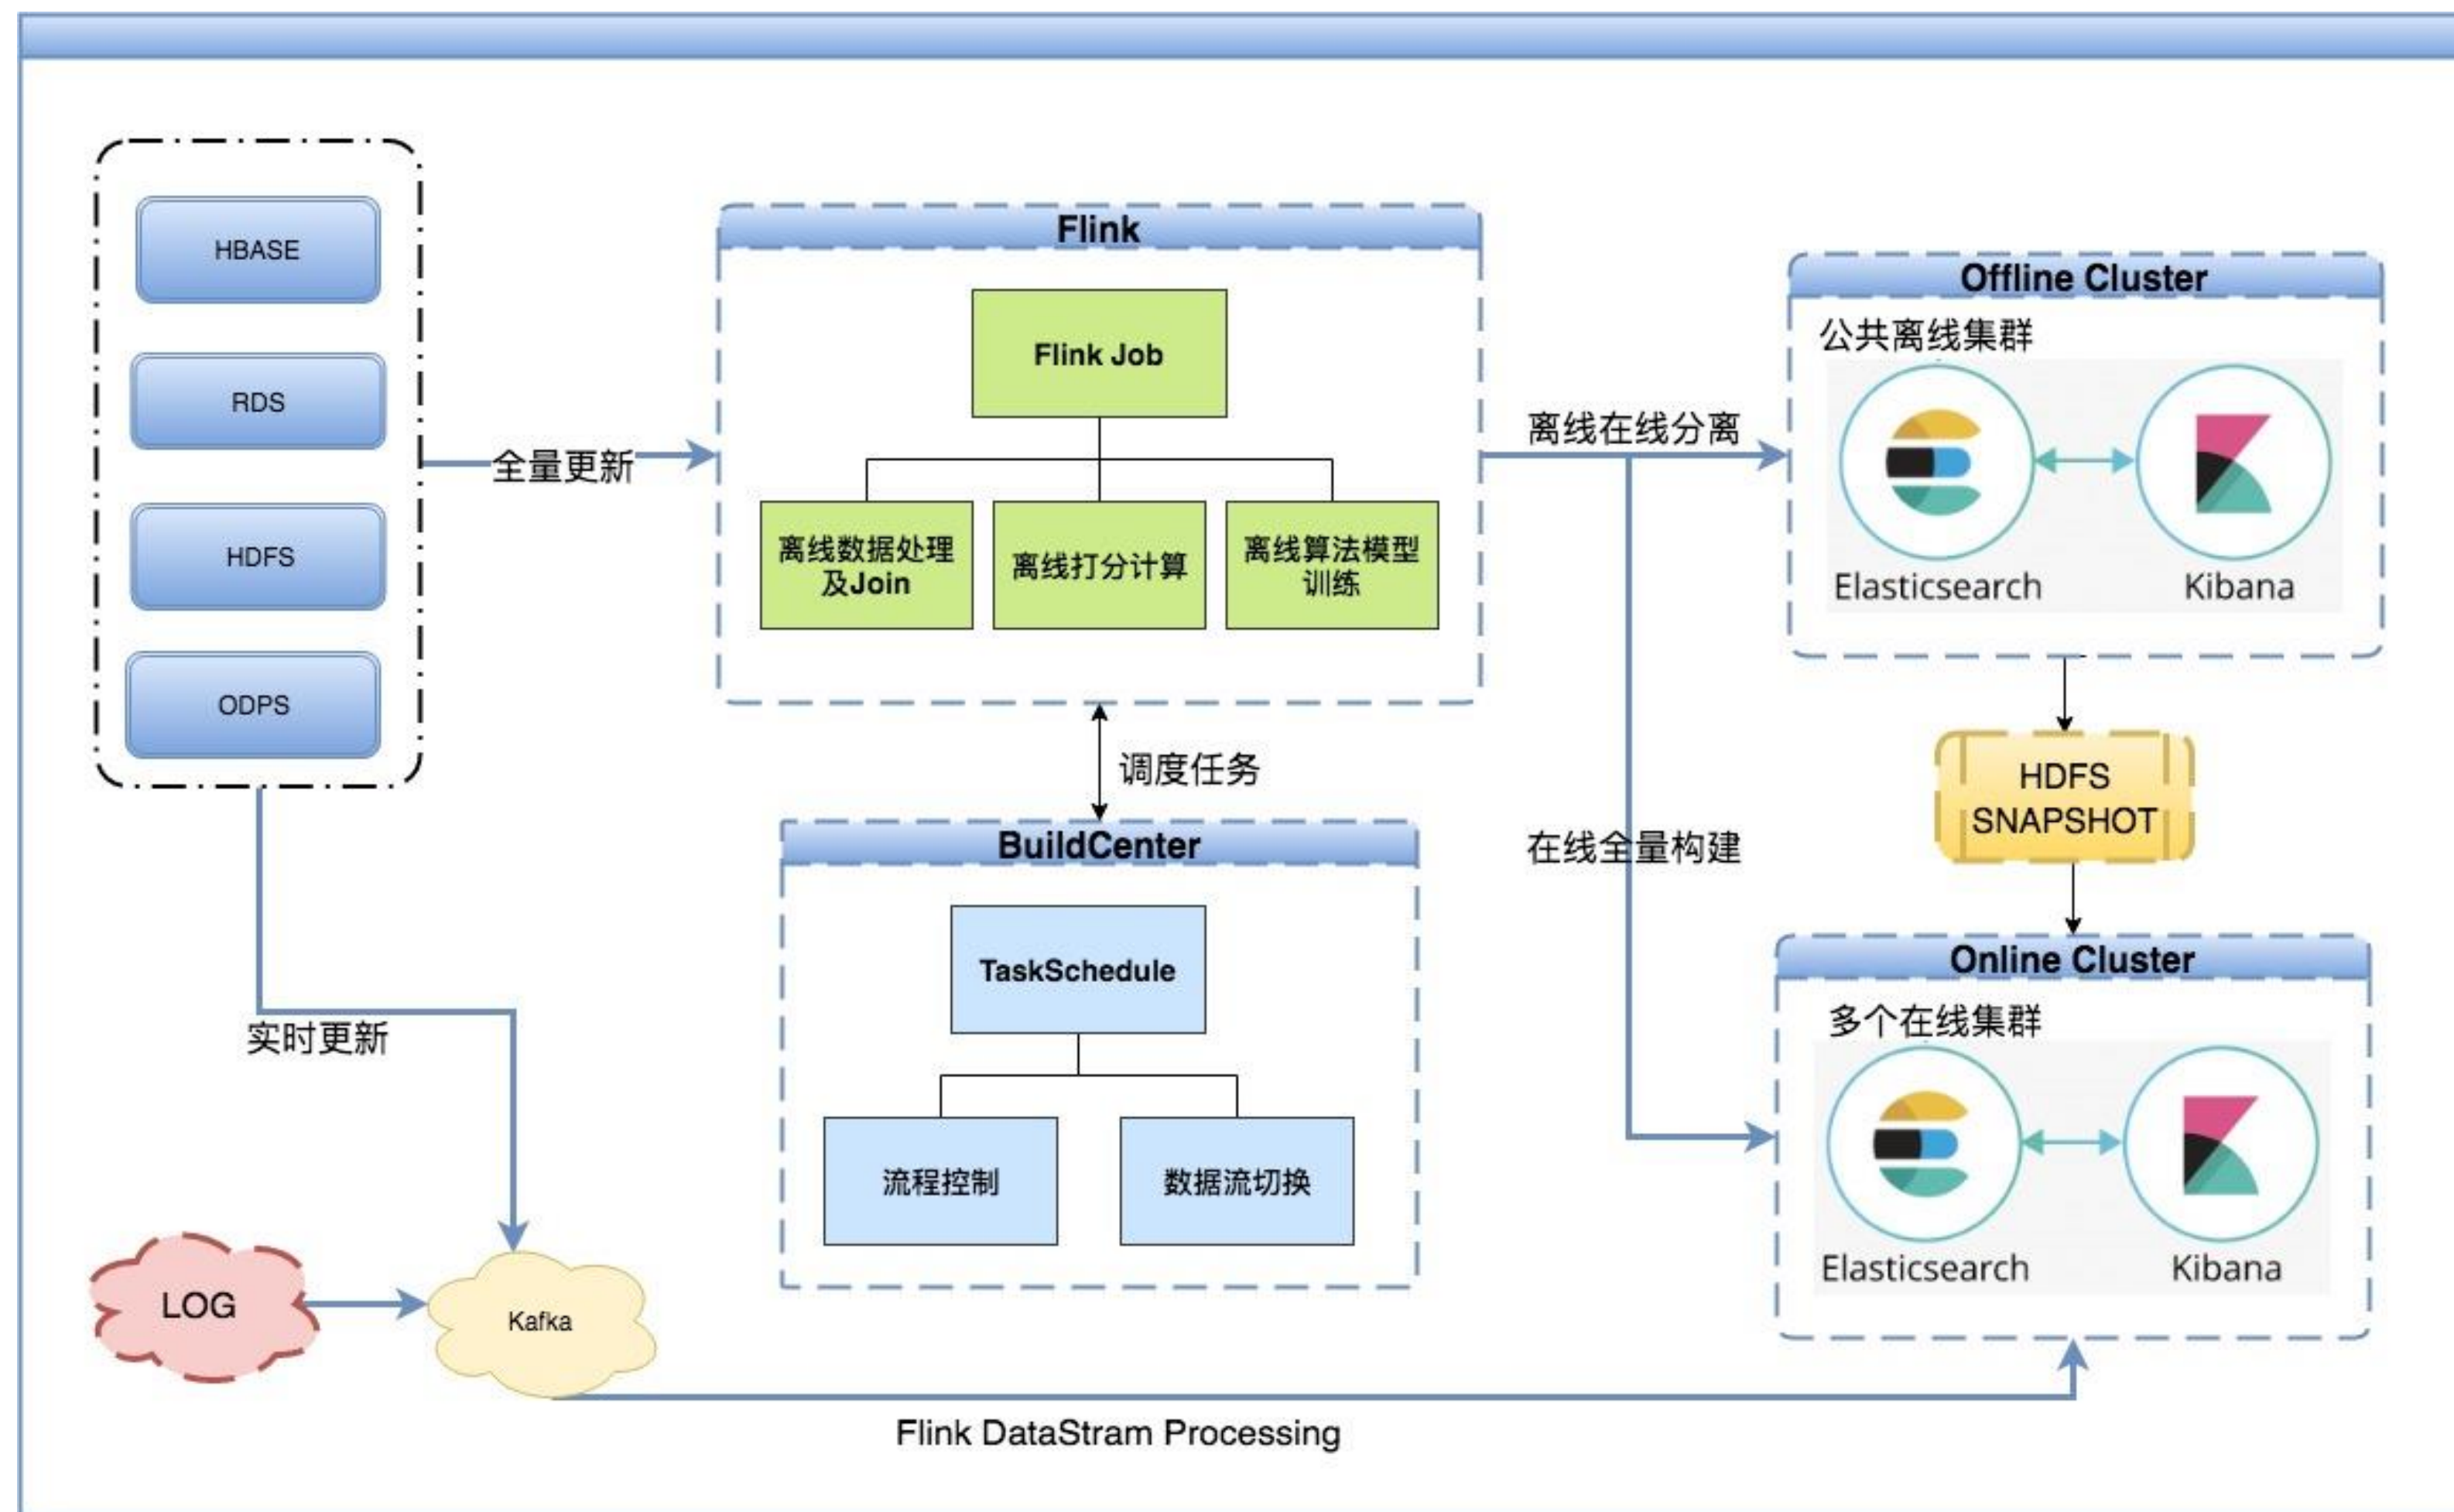 HBASE
RDS
HDFS
ODPS
全量更新
实时更新
LOG
Kafka
Flink DataStram Processing
Flink
Flink Job
离线数据处理
及Join
离线打分计算
离线算法模型
训练
调度任务
BuildCenter
TaskSchedule
流程控制
数据流切换
离线在线分离
在线全量构建
Offline Cluster
公共离线集群
Elasticsearch
Kibana
HDFS
SNAPSHOT
Online Cluster
多个在线集群
Elasticsearch
Kibana